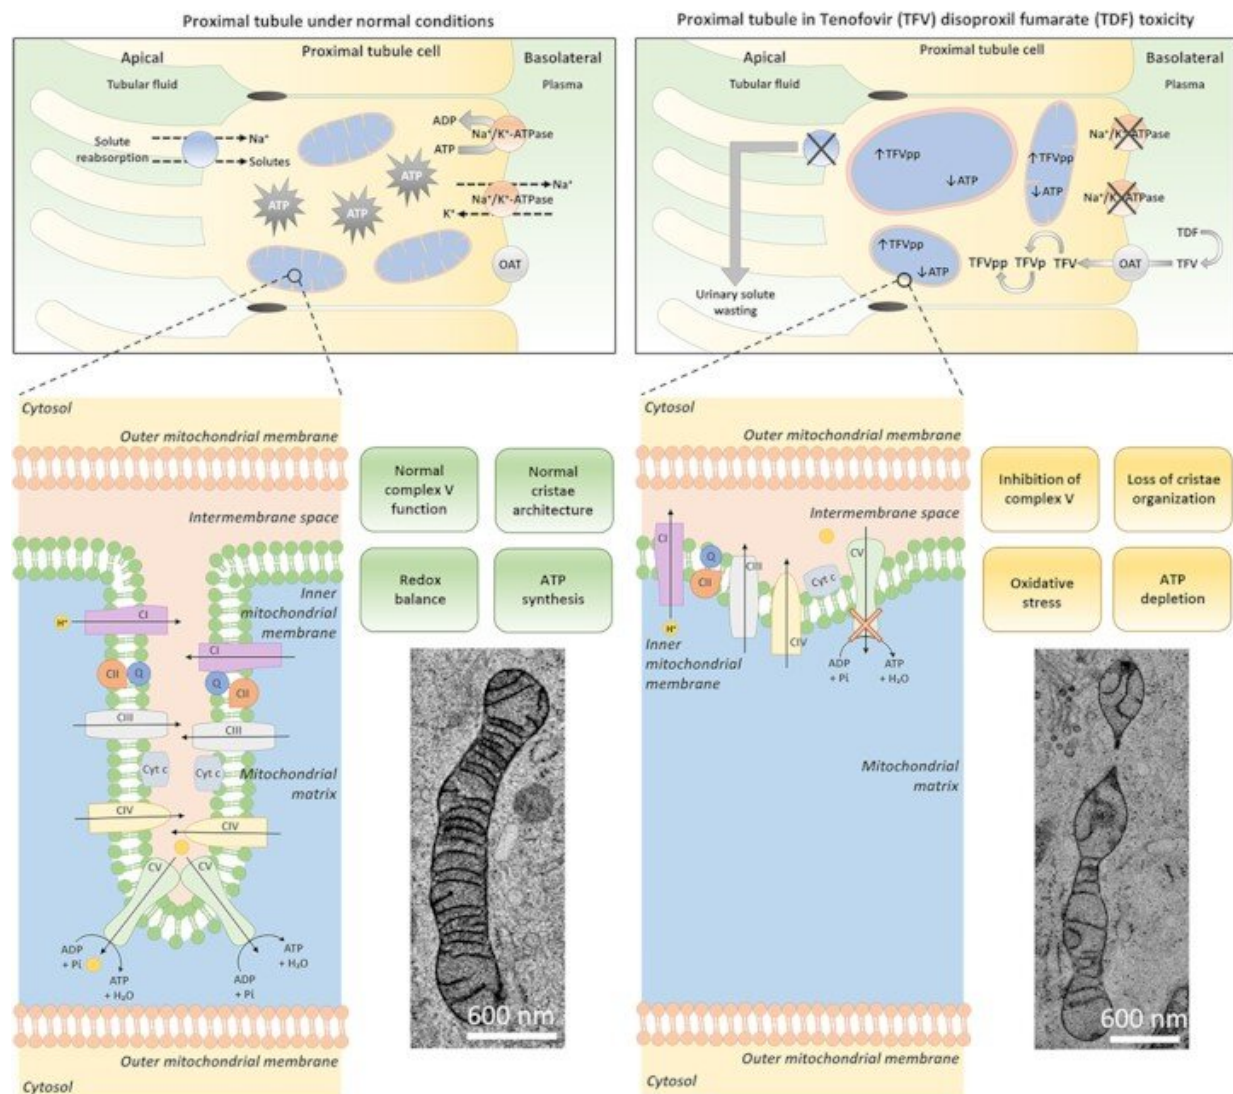 Proximal tubule under normal conditions
Apical
Proximal tubule cell
Basolateral
Tubular fluid
Plasma
Solute
reabsorption
Na⁺
Solutes
ADP
Na⁺/K⁺-ATPase
ATP
ATP
ATP
ATP
Na⁺
Na⁺/K⁺-ATPase
K⁺
OAT
Proximal tubule in Tenofovir (TFV) disoproxil fumarate (TDF) toxicity
Apical
Proximal tubule cell
Basolateral
Tubular fluid
Plasma
↑TFVpp
↓ATP
↑TFVpp
↓ATP
Na⁺/K⁺-ATPase
Na⁺/K⁺-ATPase
↑TFVpp
↓ATP
TFVpp
TFVp
TFV
OAT
TDF
TFV
Urinary solute
wasting
Cytosol
Outer mitochondrial membrane
Intermembrane space
Inner
mitochondrial
membrane
H⁺
CI
CI
CII
Q
Q
CII
CIII
CIII
Cyt c
Cyt c
Mitochondrial
matrix
CIV
CIV
CV
CV
ADP
+ Pi
ATP
+ H₂O
ADP
+ Pi
ATP
+ H₂O
Outer mitochondrial membrane
Cytosol
Normal
complex V
function
Normal
cristae
architecture
Redox
balance
ATP
synthesis
600 nm
Cytosol
Outer mitochondrial membrane
Intermembrane space
CI
Q
CII
CIII
CIV
Cyt c
CV
H⁺
Inner
mitochondrial
membrane
ADP
+ Pi
ATP
+ H₂O
Mitochondrial
matrix
Outer mitochondrial membrane
Cytosol
Inhibition of
complex V
Loss of cristae
organization
Oxidative
stress
ATP
depletion
600 nm